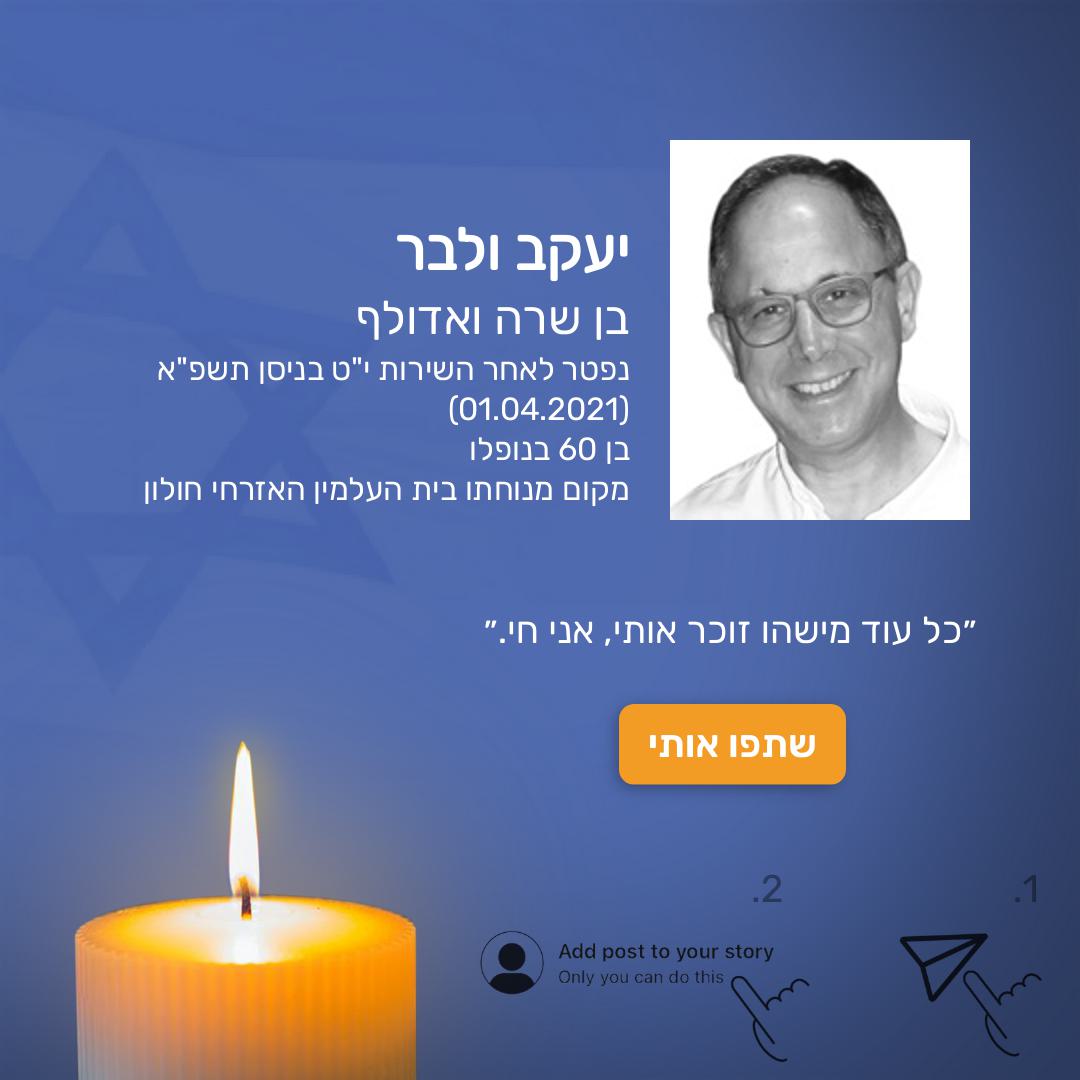 יעקב ולבר
בן שרה ואדולף
נפטר לאחר השירות י"ט בניסן תשפ"א
(01.04.2021)
בן 60 בנופלו
מקום מנוחתו בית העלמין האזרחי חולון
״כל עוד מישהו זוכר אותי, אני חי.״
שתפו אותי
.1
.2
Add post to your story
Only you can do this